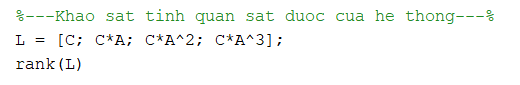 %---Khao sat tinh quan sat duoc cua he thong---%
L = [C; C*A; C*A^2; C*A^3];
rank(L)